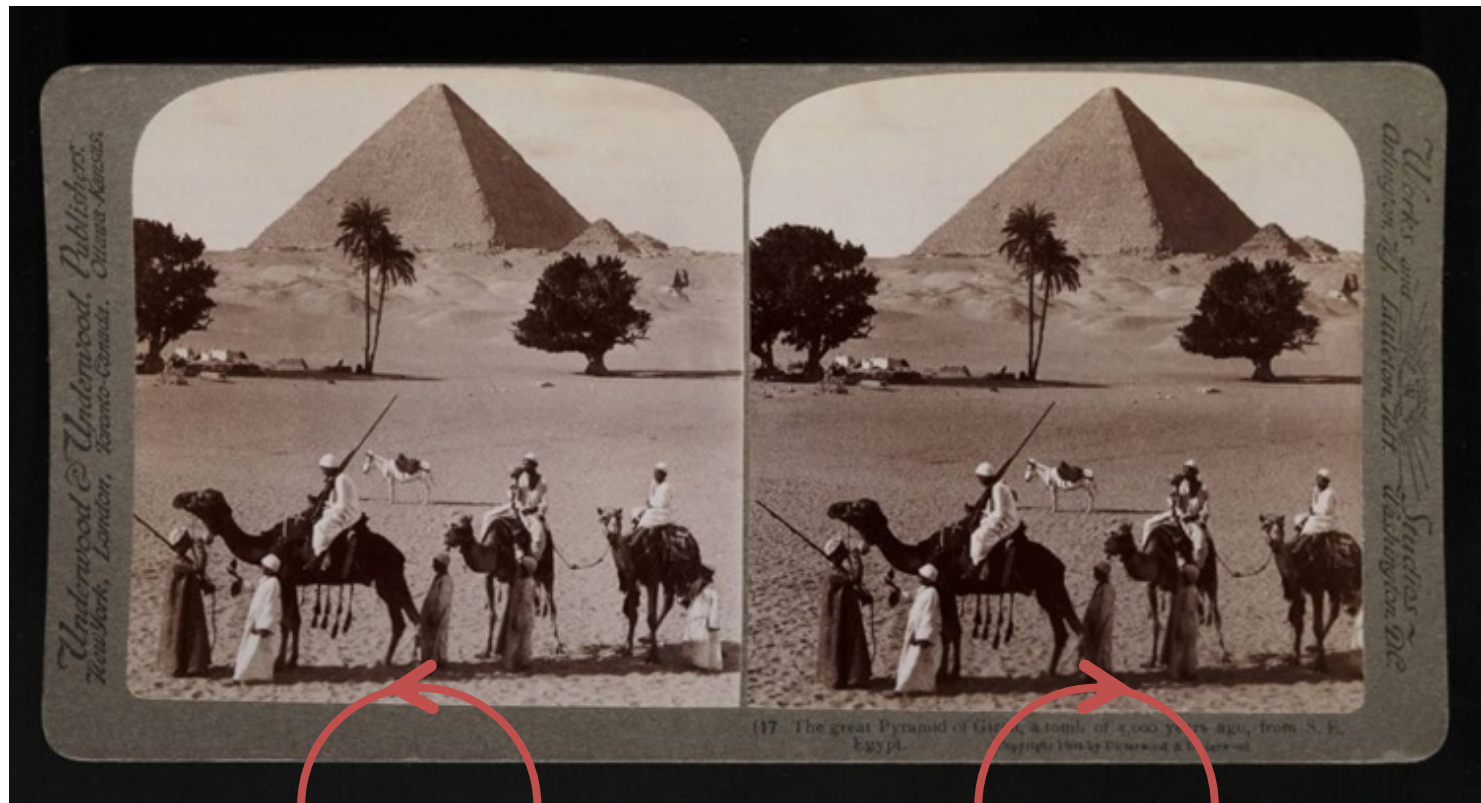 Underwood & Underwood, Publishers.
New York, London, Toronto-Canada, Ottawa-Kansas.
(17 The great Pyramid of Gizeh, a tomb of 5,000 years ago, from S. E.
Egypt.
Copyright by Underwood & Underwood
Works and Studios
Arlington, N.J. Littleton, N.H. Washington, D.C.